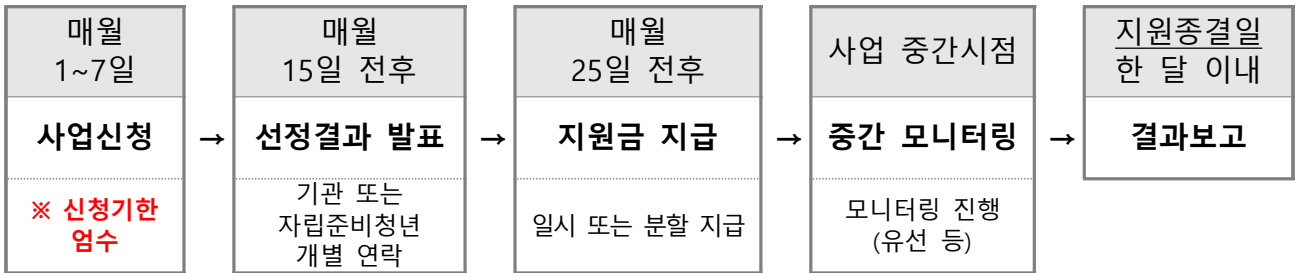 매월
1~7일
사업신청
※ 신청기한
엄수
→
매월
15일 전후
선정결과 발표
기관 또는
자립준비청년
개별 연락
→
매월
25일 전후
지원금 지급
일시 또는 분할 지급
→
사업 중간시점
중간 모니터링
모니터링 진행
(유선 등)
→
지원종결일
한 달 이내
결과보고